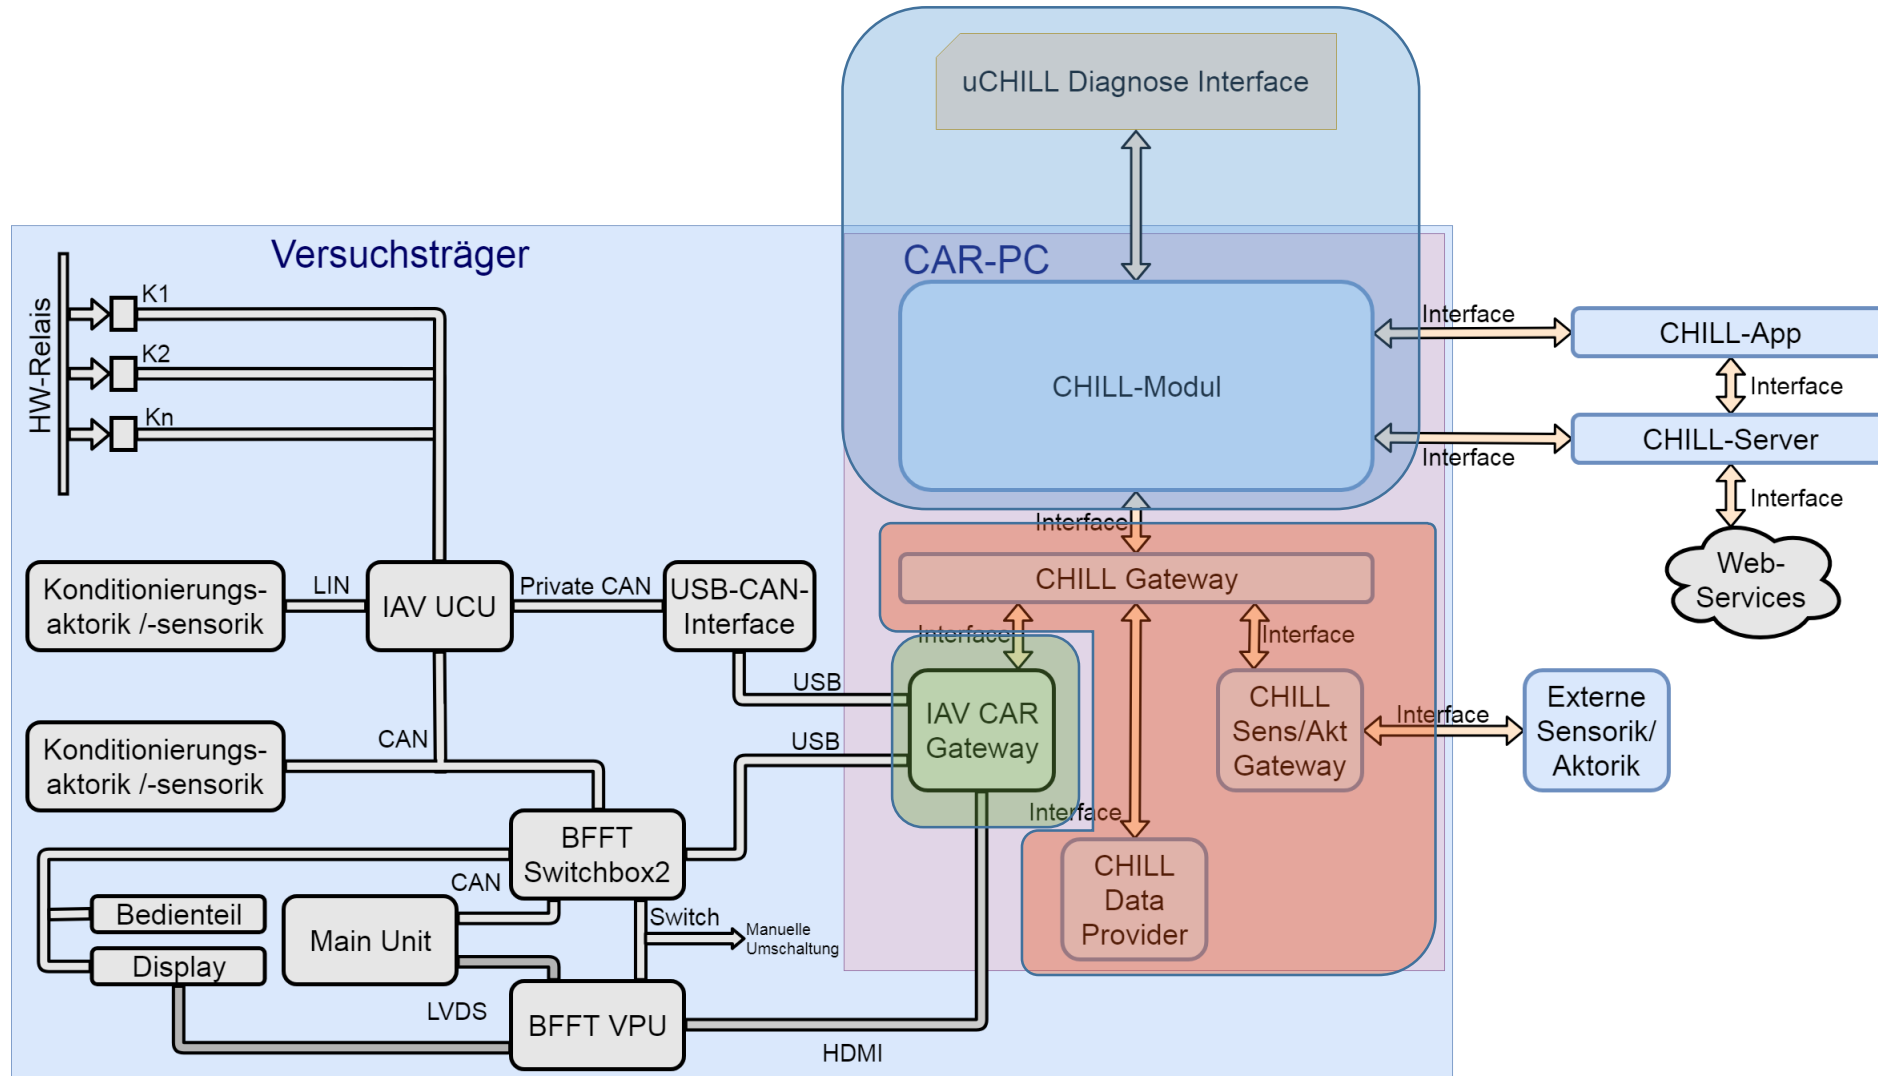 uCHILL Diagnose Interface
Versuchsträger
CAR-PC
HW-Relais
K1
K2
Kn
CHILL-Modul
Interface
CHILL-App
Interface
CHILL-Server
Interface
Interface
Web-
Services
Interface
CHILL Gateway
Konditionierungs-
aktorik /-sensorik
LIN
IAV UCU
Private CAN
USB-CAN-
Interface
Interface
Interface
USB
IAV CAR
Gateway
CHILL
Sens/Akt
Gateway
Interface
Externe
Sensorik/
Aktorik
Konditionierungs-
aktorik /-sensorik
CAN
USB
Interface
BFFT
Switchbox2
CAN
CHILL
Data
Provider
Bedienteil
Display
Main Unit
Switch
Manuelle
Umschaltung
LVDS
BFFT VPU
HDMI